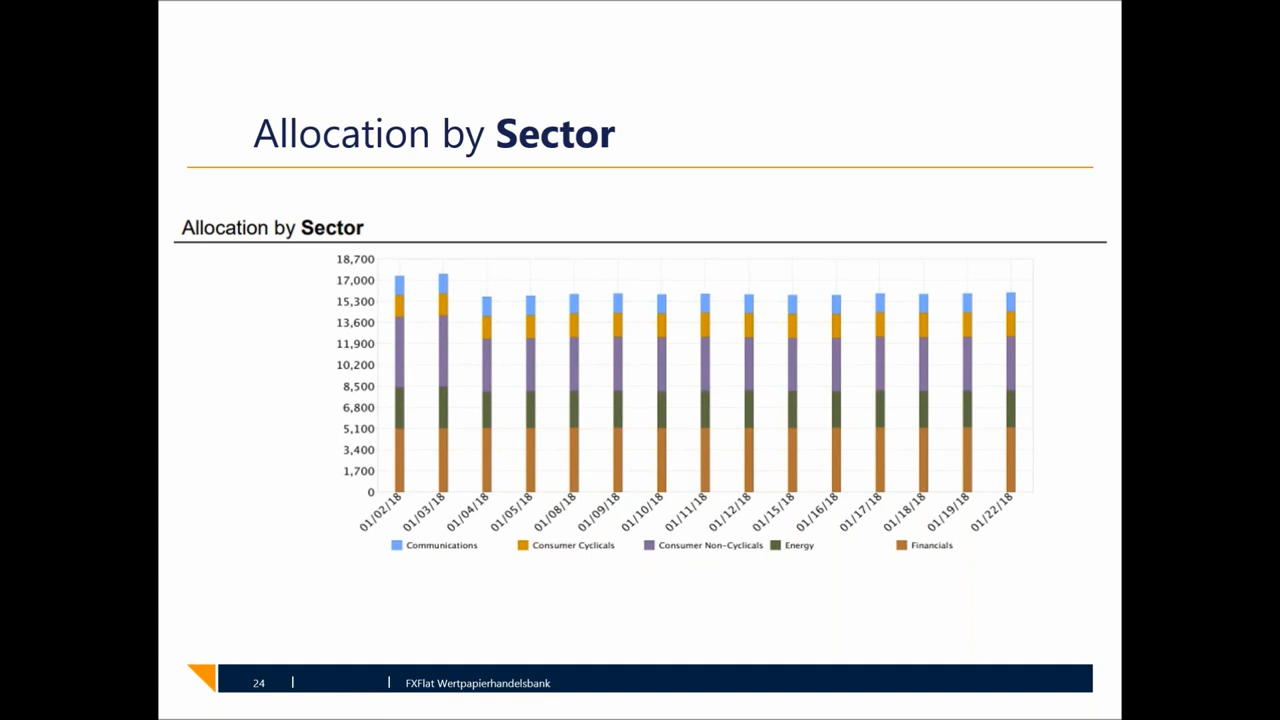 Allocation by Sector
Allocation by Sector
18,700
17,000
15,300
13,600
11,900
10,200
8,500
6,800
5,100
3,400
1,700
0
01/02/18 01/03/18 01/04/18 01/05/18 01/08/18 01/09/18 01/10/18 01/11/18 01/12/18 01/15/18 01/16/18 01/17/18 01/18/18 01/19/18 01/22/18
Communications Consumer Cyclicals Consumer Non-Cyclicals Energy Financials
24 | | FXFlat Wertpapierhandelsbank